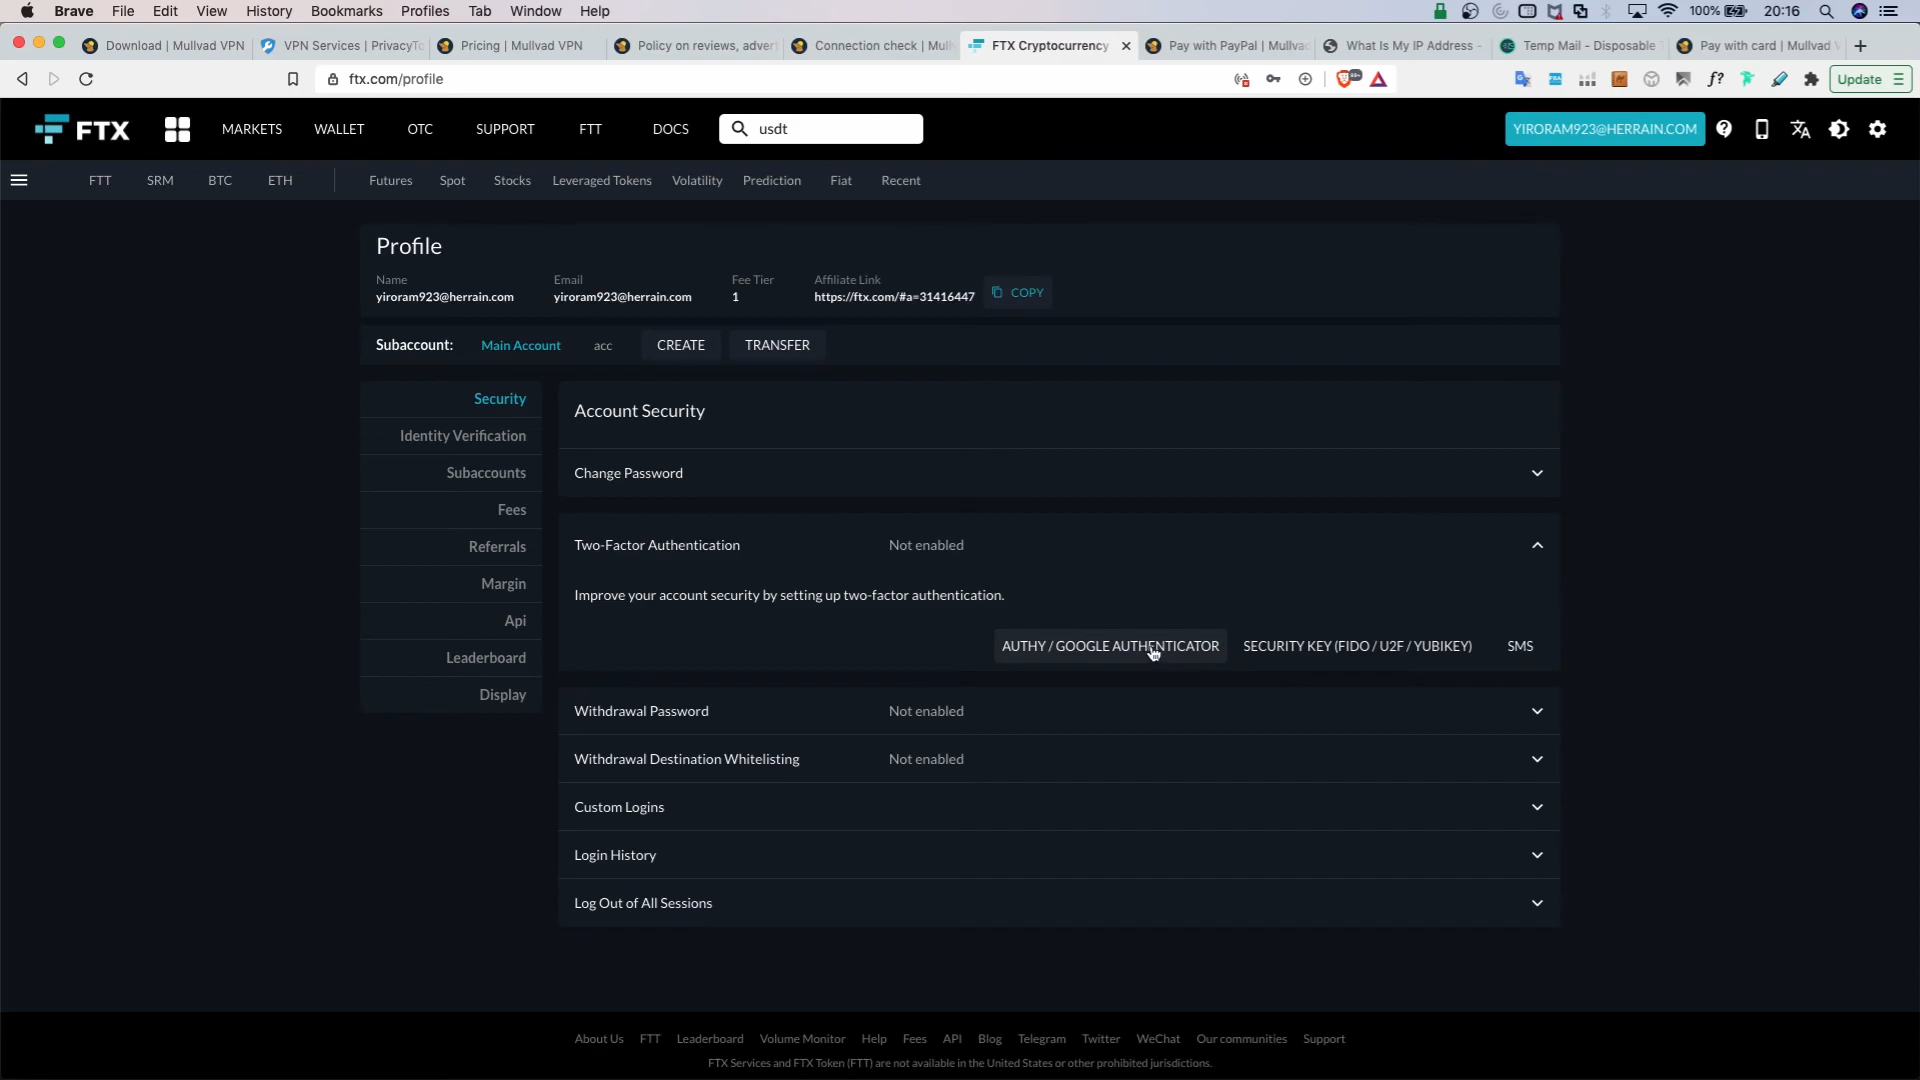 Brave File Edit View History Bookmarks Profiles Tab Window Help 100% 20:16
Download | Mullvad VPN VPN Services | PrivacyTo Pricing | Mullvad VPN Policy on reviews, adver Connection check | Mull FTX Cryptocurrency Pay with PayPal | Mullvad What Is My IP Address - Temp Mail - Disposable Pay with card | Mullvad V
ftx.com/profile 99+ f? Update
FTX MARKETS WALLET OTC SUPPORT FTT DOCS usdt YIRORAM923@HERRAIN.COM
FTT SRM BTC ETH Futures Spot Stocks Leveraged Tokens Volatility Prediction Fiat Recent
Profile
Name Email Fee Tier Affiliate Link
yiroram923@herrain.com yiroram923@herrain.com 1 https://ftx.com/#a=31416447 COPY
Subaccount: Main Account acc CREATE TRANSFER
Security
Identity Verification
Subaccounts
Fees
Referrals
Margin
Api
Leaderboard
Display
Account Security
Change Password
Two-Factor Authentication Not enabled
Improve your account security by setting up two-factor authentication.
AUTHY / GOOGLE AUTHENTICATOR SECURITY KEY (FIDO / U2F / YUBIKEY) SMS
Withdrawal Password Not enabled
Withdrawal Destination Whitelisting Not enabled
Custom Logins
Login History
Log Out of All Sessions
About Us FTT Leaderboard Volume Monitor Help Fees API Blog Telegram Twitter WeChat Our communities Support
FTX Services and FTX Token (FTT) are not available in the United States or other prohibited jurisdictions.